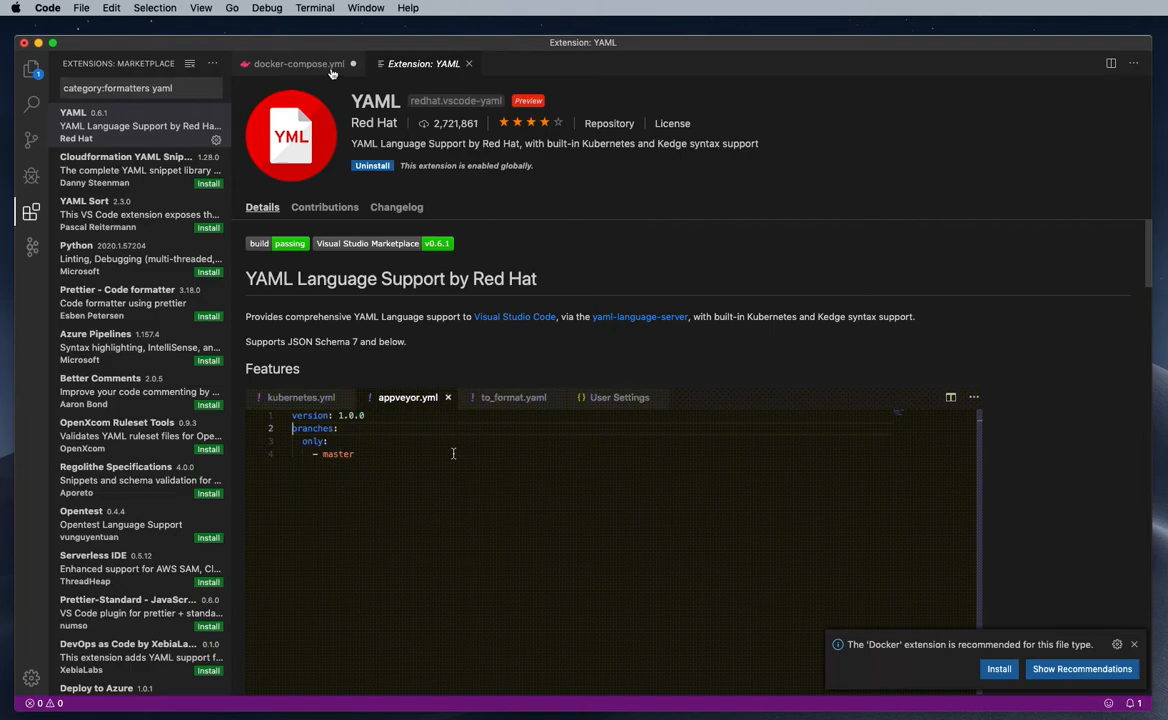 Code File Edit Selection View Go Debug Terminal Window Help
Extension: YAML
EXTENSIONS: MARKETPLACE
docker-compose.yml
Extension: YAML
category:formatters yaml
YAML 0.6.1
YAML Language Support by Red Ha...
Red Hat
Cloudformation YAML Snip... 1.28.0
The complete YAML snippet library ...
Danny Steenman Install
YAML Sort 2.3.0
This VS Code extension exposes th...
Pascal Reitermann Install
Python 2020.1.57204
Linting, Debugging (multi-threaded,...
Microsoft Install
Prettier - Code formatter 3.18.0
Code formatter using prettier
Esben Petersen Install
Azure Pipelines 1.157.4
Syntax highlighting, IntelliSense, an...
Microsoft Install
Better Comments 2.0.5
Improve your code commenting by ...
Aaron Bond Install
OpenXcom Ruleset Tools 9.0.3
Validates YAML ruleset files for Ope...
OpenXcom Install
Regolithe Specifications 4.0.0
Snippets and schema validation for ...
Aporeto Install
Opentest 0.4.4
Opentest Language Support
vunguyentuan Install
Serverless IDE 0.5.12
Enhanced support for AWS SAM, Cl...
ThreadHeap Install
Prettier-Standard - JavaScr... 0.6.0
VS Code plugin for prettier + standa...
numso Install
DevOps as Code by XebiaLa... 0.1.0
This extension adds YAML support f...
XebiaLabs Install
Deploy to Azure 1.0.1
YML
YAML redhat.vscode-yaml Preview
Red Hat 2,721,861 Repository License
YAML Language Support by Red Hat, with built-in Kubernetes and Kedge syntax support
Uninstall This extension is enabled globally.
Details Contributions Changelog
build passing Visual Studio Marketplace v0.6.1
YAML Language Support by Red Hat
Provides comprehensive YAML Language support to Visual Studio Code, via the yaml-language-server, with built-in Kubernetes and Kedge syntax support.
Supports JSON Schema 7 and below.
Features
kubernetes.yml appveyor.yml to_format.yaml User Settings
1 version: 1.0.0
2 branches:
3 only:
4 - master
The 'Docker' extension is recommended for this file type.
Install Show Recommendations
0 0
1
1